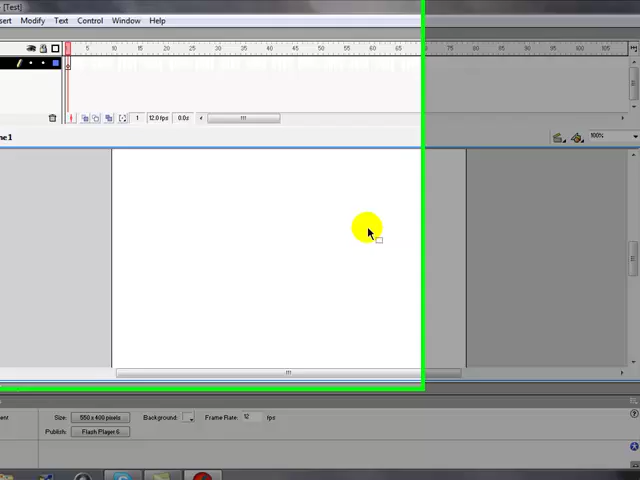 [Test]
sert Modify Text Control Window Help
5 10 15 20 25 30 35 40 45 50 55 60 65 70 75 80 85 90 95 100 105
1 12.0 fps 0.0s
ne 1 100%
ent Size: 550 x 400 pixels Background: Frame Rate: 12 fps
Publish: Flash Player 6